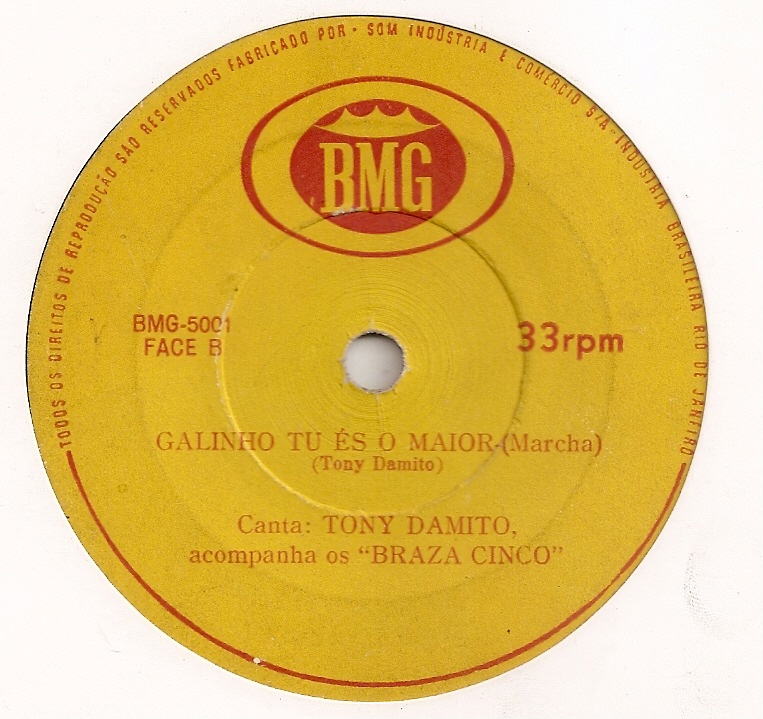 TODOS OS DIREITOS DE REPRODUÇÃO SÃO RESERVADOS FABRICADO POR - SOM INDÚSTRIA E COMERCIO S/A - INDUSTRIA BRASILEIRA RIO DE JANEIRO
BMG
BMG-5001
FACE B
33rpm
GALINHO TU ÉS O MAIOR-(Marcha)
(Tony Damito)
Canta: TONY DAMITO,
acompanha os “BRAZA CINCO”